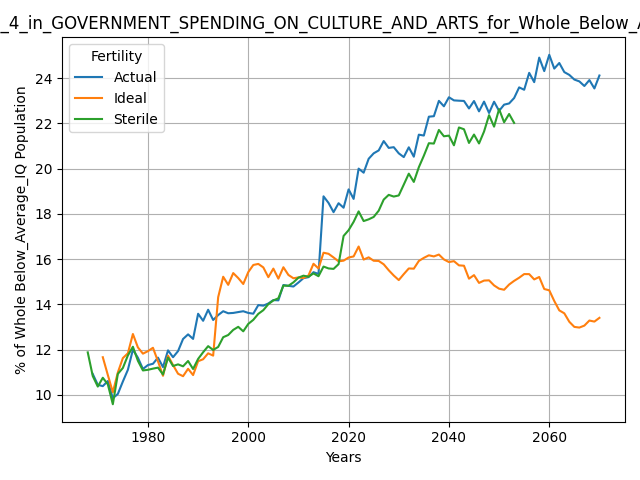 _4_in_GOVERNMENT_SPENDING_ON_CULTURE_AND_ARTS_for_Whole_Below_A
Fertility
Actual
Ideal
Sterile
% of Whole Below_Average_IQ Population
24
22
20
18
16
14
12
10
1980
2000
2020
2040
2060
Years